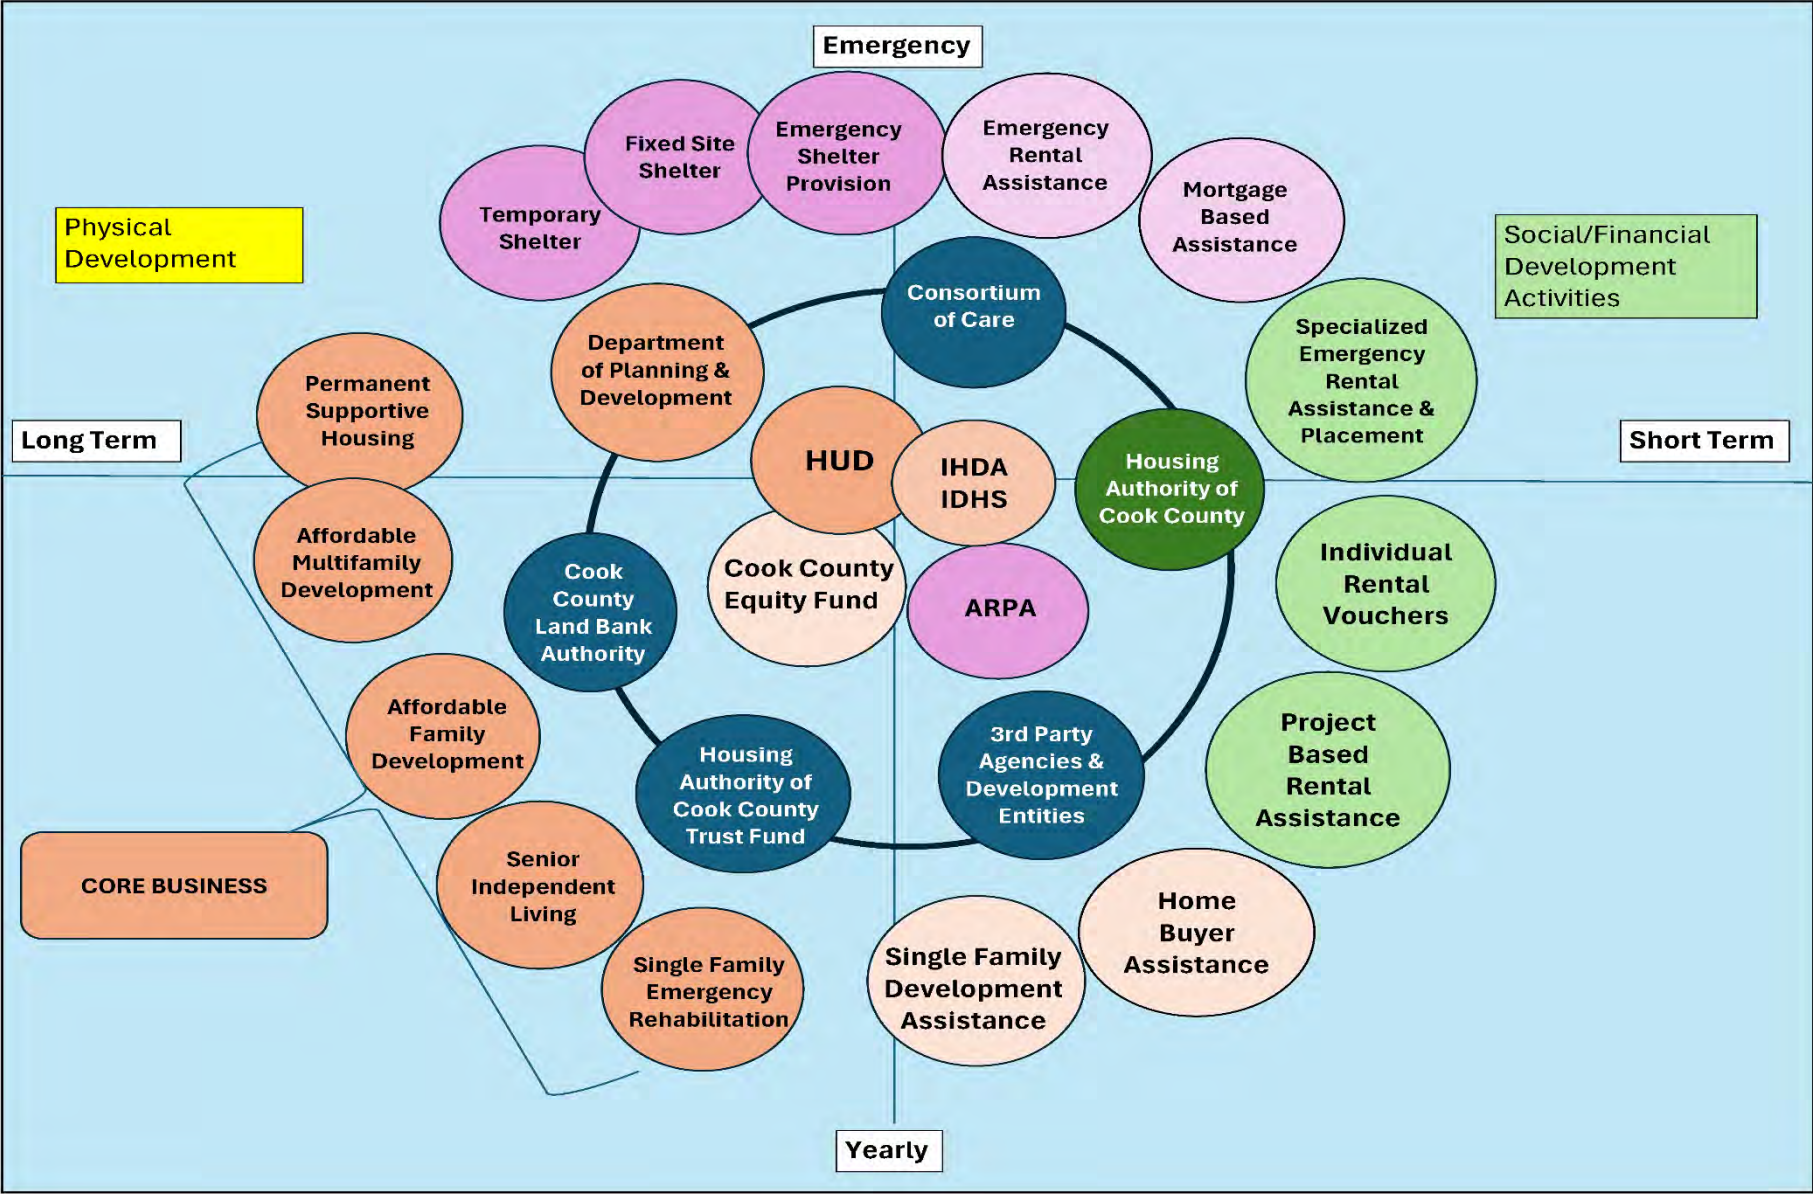 Emergency
Fixed Site
Shelter
Emergency
Shelter
Provision
Emergency
Rental
Assistance
Temporary
Shelter
Mortgage
Based
Assistance
Physical
Development
Social/Financial
Development
Activities
Consortium
of Care
Department
of Planning &
Development
Specialized
Emergency
Rental
Assistance &
Placement
Permanent
Supportive
Housing
Long Term
Short Term
HUD
IHDA
IDHS
Housing
Authority of
Cook County
Affordable
Multifamily
Development
Cook
County
Land Bank
Authority
Cook County
Equity Fund
ARPA
Individual
Rental
Vouchers
Affordable
Family
Development
Housing
Authority of
Cook County
Trust Fund
3rd Party
Agencies &
Development
Entities
Project
Based
Rental
Assistance
CORE BUSINESS
Senior
Independent
Living
Single Family
Emergency
Rehabilitation
Single Family
Development
Assistance
Home
Buyer
Assistance
Yearly